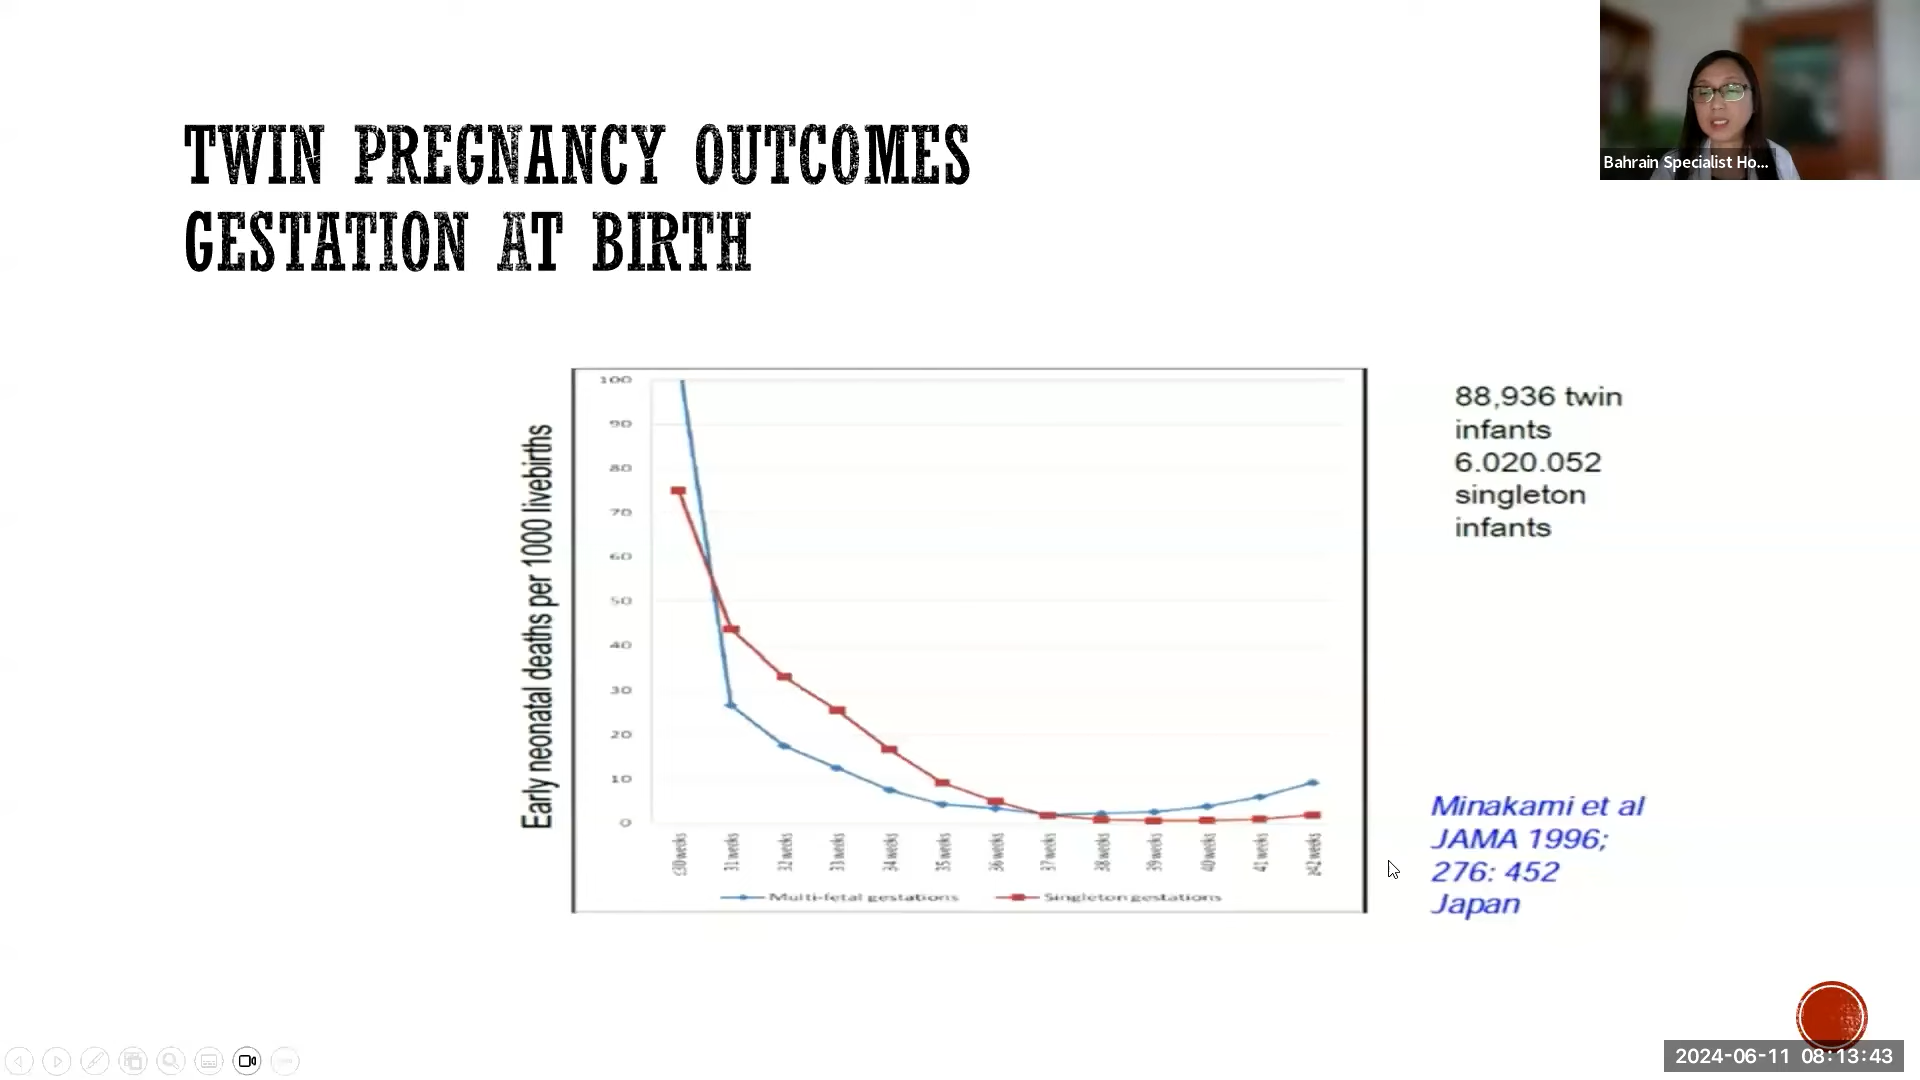 TWIN PREGNANCY OUTCOMES
GESTATION AT BIRTH
Bahrain Specialist Ho...
Early neonatal deaths per 1000 livebirths
100
90
80
70
60
50
40
30
20
10
0
≤30 weeks
31 weeks
32 weeks
33 weeks
34 weeks
35 weeks
36 weeks
37 weeks
38 weeks
39 weeks
40 weeks
41 weeks
≥42 weeks
Multi-fetal gestations
Singleton gestations
88,936 twin
infants
6.020.052
singleton
infants
Minakami et al
JAMA 1996;
276: 452
Japan
2024-06-11 08:13:43